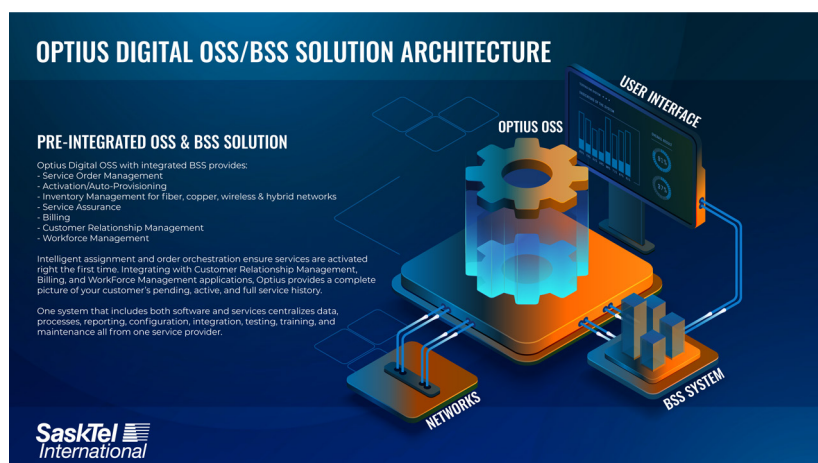 OPTIUS DIGITAL OSS/BSS SOLUTION ARCHITECTURE
USER INTERFACE
OPTIUS OSS
PRE-INTEGRATED OSS & BSS SOLUTION
Optius Digital OSS with integrated BSS provides:
- Service Order Management
- Activation/Auto-Provisioning
- Inventory Management for fiber, copper, wireless & hybrid networks
- Service Assurance
- Billing
- Customer Relationship Management
- Workforce Management
Intelligent assignment and order orchestration ensure services are activated
right the first time. Integrating with Customer Relationship Management,
Billing, and WorkForce Management applications, Optius provides a complete
picture of your customer's pending, active, and full service history.
One system that includes both software and services centralizes data,
processes, reporting, configuration, integration, testing, training, and
maintenance all from one service provider.
NETWORKS
BSS SYSTEM
SaskTel
International